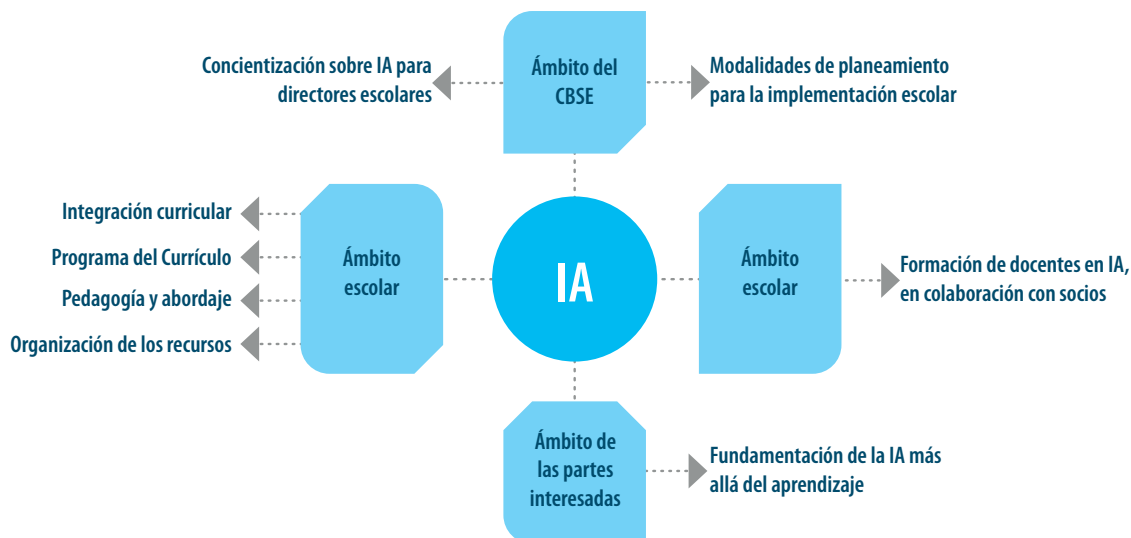 Concientización sobre IA para
directores escolares
Ámbito del
CBSE
Modalidades de planeamiento
para la implementación escolar
Integración curricular
Programa del Currículo
Pedagogía y abordaje
Organización de los recursos
Ámbito
escolar
IA
Ámbito
escolar
Formación de docentes en IA,
en colaboración con socios
Ámbito de
las partes
interesadas
Fundamentación de la IA más
allá del aprendizaje